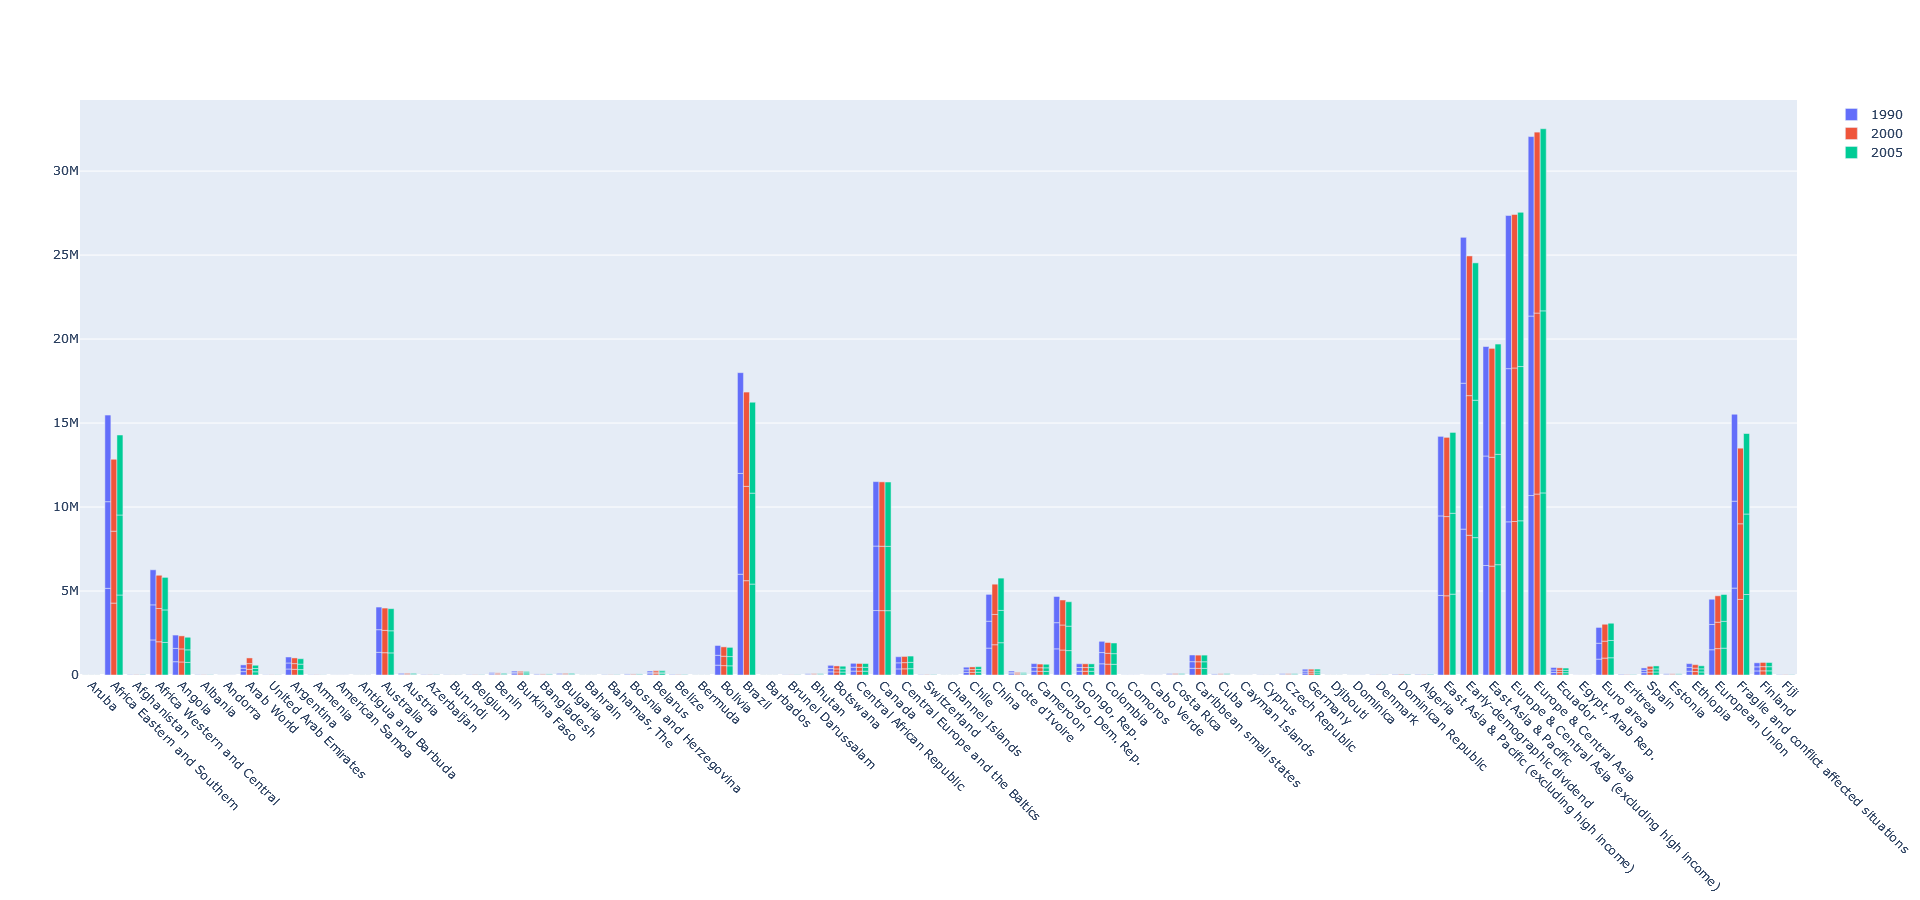 30M
25M
20M
15M
10M
5M
0
1990
2000
2005
Aruba
Africa Eastern and Southern
Afghanistan
Africa Western and Central
Angola
Albania
Andorra
Arab World
United Arab Emirates
Argentina
Armenia
American Samoa
Antigua and Barbuda
Australia
Austria
Azerbaijan
Burundi
Belgium
Benin
Burkina Faso
Bangladesh
Bulgaria
Bahrain
Bahamas, The
Bosnia and Herzegovina
Belarus
Belize
Bermuda
Bolivia
Brazil
Barbados
Brunei Darussalam
Bhutan
Botswana
Central African Republic
Canada
Central Europe and the Baltics
Switzerland
Channel Islands
Chile
China
Cote d'Ivoire
Cameroon
Congo, Dem. Rep.
Congo, Rep.
Colombia
Comoros
Cabo Verde
Costa Rica
Caribbean small states
Cuba
Cayman Islands
Cyprus
Czech Republic
Germany
Djibouti
Dominica
Denmark
Dominican Republic
Algeria
East Asia & Pacific (excluding high income)
Early-demographic dividend
East Asia & Pacific
Europe & Central Asia (excluding high income)
Europe & Central Asia
Ecuador
Egypt, Arab Rep.
Euro area
Eritrea
Spain
Estonia
Ethiopia
European Union
Fragile and conflict affected situations
Finland
Fiji